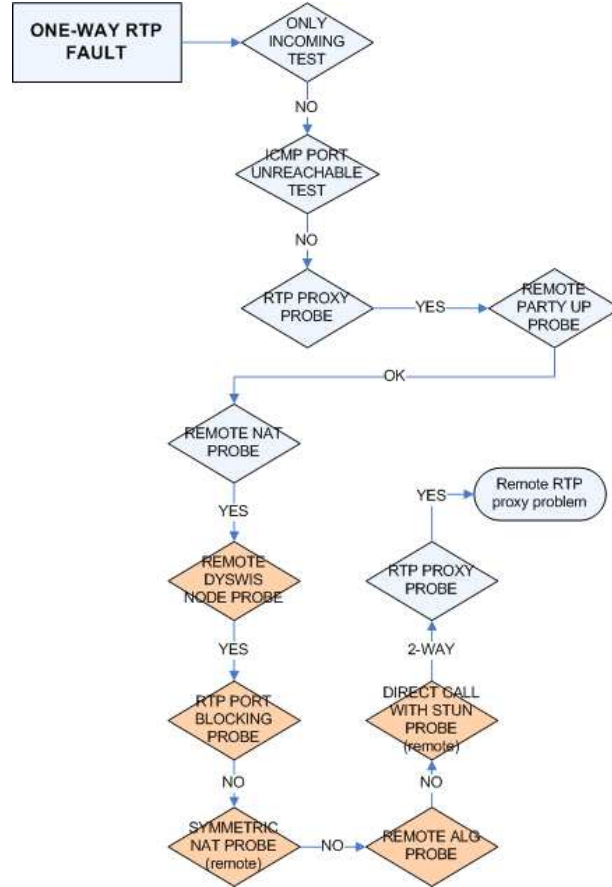 ONE-WAY RTP
FAULT
ONLY
INCOMING
TEST
NO
ICMP PORT
UNREACHABLE
TEST
NO
RTP PROXY
PROBE
YES
REMOTE
PARTY UP
PROBE
OK
REMOTE NAT
PROBE
YES
REMOTE
DYSWIS
NODE PROBE
YES
RTP PORT
BLOCKING
PROBE
NO
SYMMETRIC
NAT PROBE
(remote)
NO
REMOTE ALG
PROBE
NO
DIRECT CALL
WITH STUN
PROBE
(remote)
2-WAY
RTP PROXY
PROBE
YES
Remote RTP
proxy problem